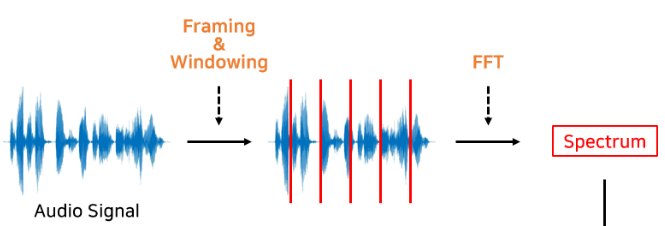 Framing
&
Windowing
FFT
Spectrum
Audio Signal